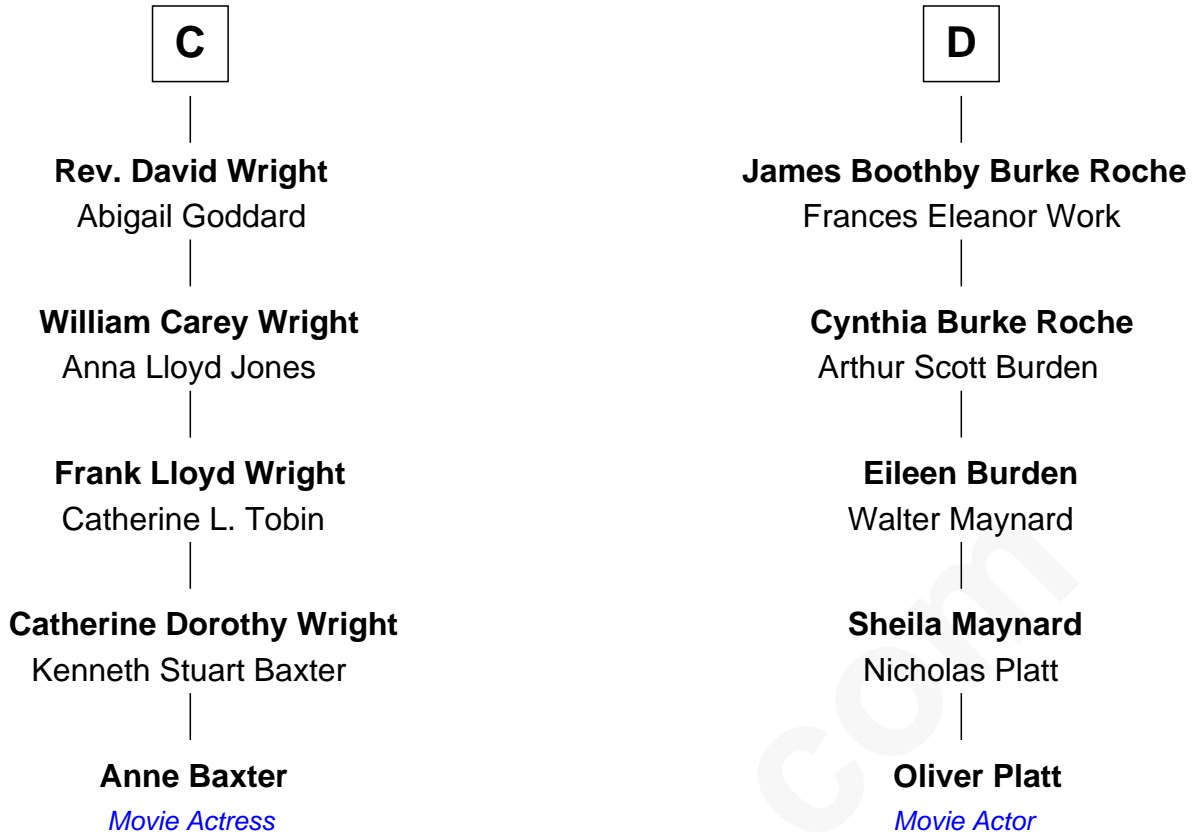 C
Rev. David Wright
Abigail Goddard
William Carey Wright
Anna Lloyd Jones
Frank Lloyd Wright
Catherine L. Tobin
Catherine Dorothy Wright
Kenneth Stuart Baxter
Anne Baxter
Movie Actress
D
James Boothby Burke Roche
Frances Eleanor Work
Cynthia Burke Roche
Arthur Scott Burden
Eileen Burden
Walter Maynard
Sheila Maynard
Nicholas Platt
Oliver Platt
Movie Actor
com